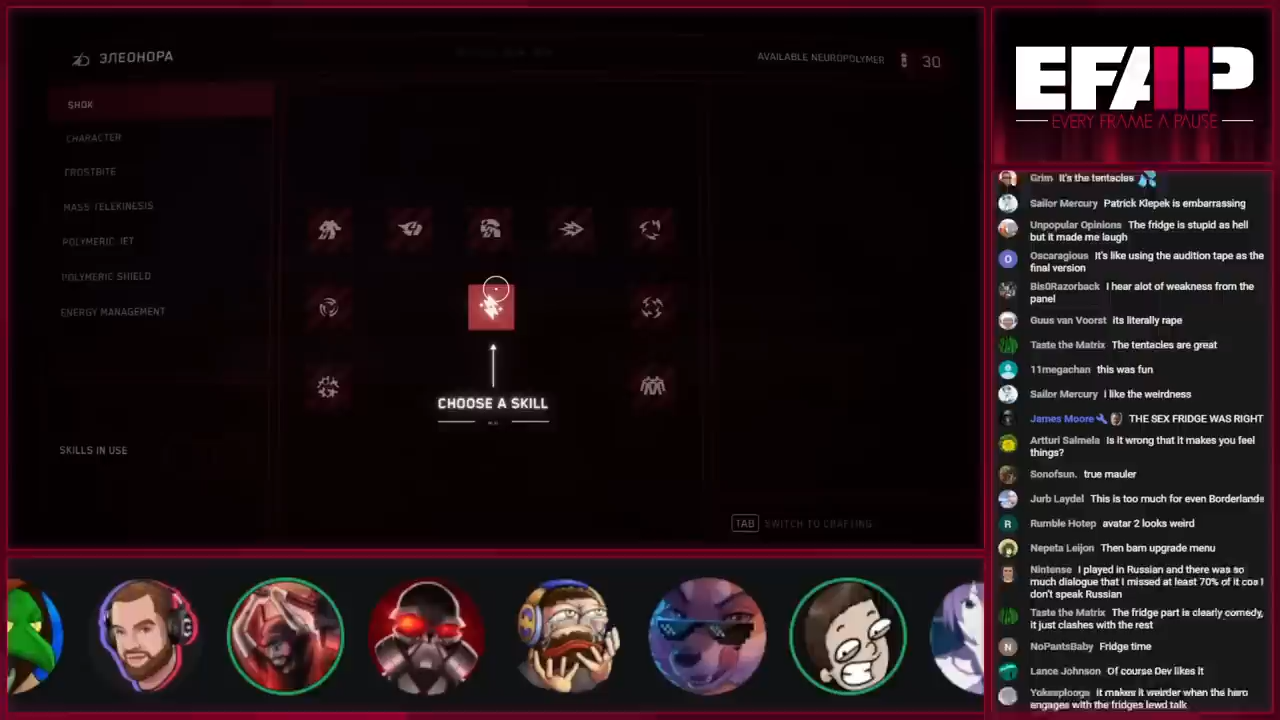 ЭЛЕОНОРА
AVAILABLE NEUROPOLYMER 30
SHOK
CHARACTER
FROSTBITE
MASS TELEKINESIS
POLYMERIC JET
POLYMERIC SHIELD
ENERGY MANAGEMENT
SKILLS IN USE
CHOOSE A SKILL
TAB SWITCH TO CRAFTING
EFAP
EVERY FRAME A PAUSE
Grim It's the tentacles
Sailor Mercury Patrick Klepek is embarrassing
Unpopular Opinions The fridge is stupid as hell
but it made me laugh
Oscaragious It's like using the audition tape as the
final version
Bis0Razorback I hear alot of weakness from the
panel
Guus van Voorst its literally rape
Taste the Matrix The tentacles are great
11megachan this was fun
Sailor Mercury I like the weirdness
James Moore THE SEX FRIDGE WAS RIGHT
Artturi Salmela Is it wrong that it makes you feel
things?
Sonofsun. true mauler
Jurb Laydel This is too much for even Borderlands
Rumble Hotep avatar 2 looks weird
Nepeta Leijon Then bam upgrade menu
Nintense I played in Russian and there was so
much dialogue that I missed at least 70% of it cos I
don't speak Russian
Taste the Matrix The fridge part is clearly comedy,
it just clashes with the rest
NoPantsBaby Fridge time
Lance Johnson Of course Dev likes it
Yokesplooge it makes it weirder when the hero
engages with the fridges lewd talk